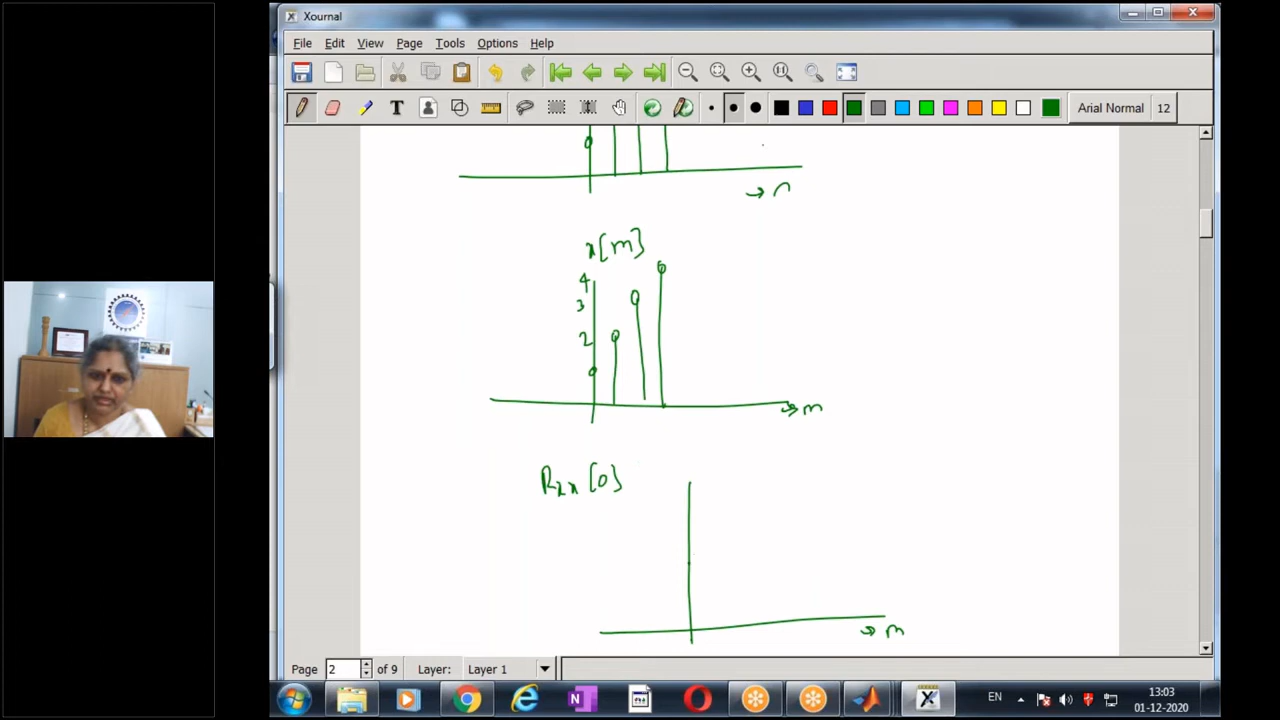 Xournal
File Edit View Page Tools Options Help
Arial Normal 12
n
x[m]
4
3
2
m
Rxx[0]
m
Page 2 of 9 Layer: Layer 1
EN
13:03
01-12-2020